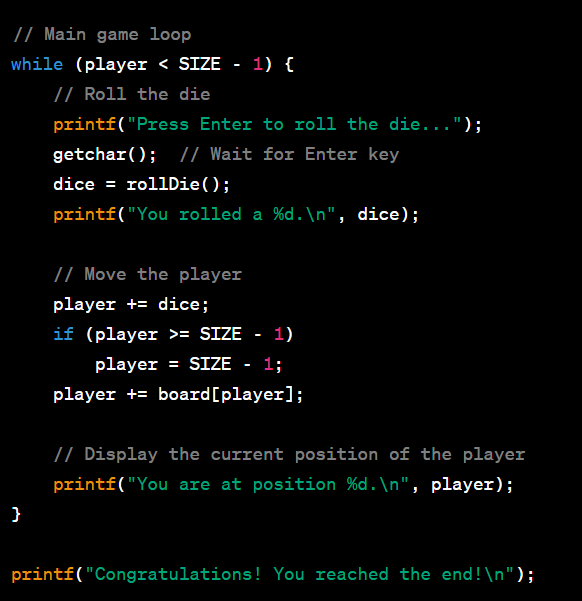 // Main game loop
while (player < SIZE - 1) {
    // Roll the die
    printf("Press Enter to roll the die...");
    getchar();  // Wait for Enter key
    dice = rollDie();
    printf("You rolled a %d.\n", dice);

    // Move the player
    player += dice;
    if (player >= SIZE - 1)
        player = SIZE - 1;
    player += board[player];

    // Display the current position of the player
    printf("You are at position %d.\n", player);
}

printf("Congratulations! You reached the end!\n");